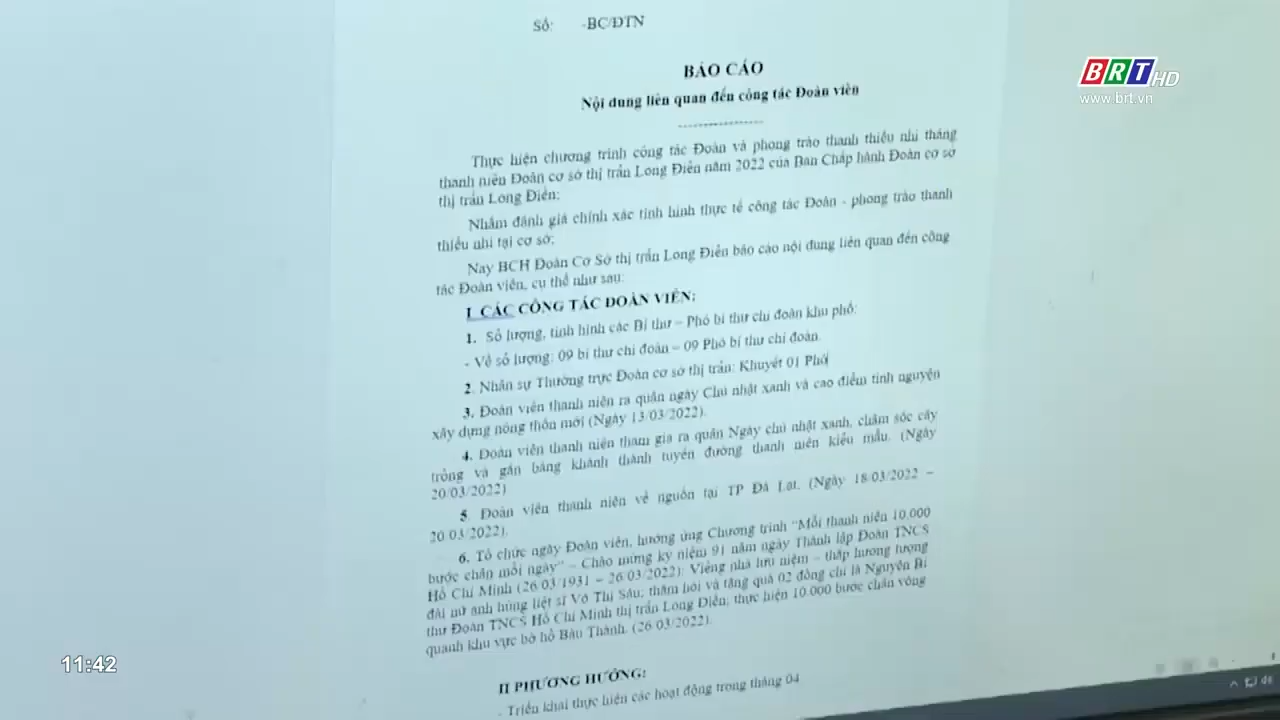 Số: -BC/ĐTN
BÁO CÁO
Nội dung liên quan đến công tác Đoàn viên
BRT HD
www.brt.vn
Thực hiện chương trình công tác Đoàn và phong trào thanh thiếu nhi tháng
thanh niên Đoàn cơ sở thị trấn Long Điền năm 2022 của Ban Chấp hành Đoàn cơ sở
thị trấn Long Điền;
Nhằm đánh giá chính xác tình hình thực tế công tác Đoàn - phong trào thanh
thiếu nhi tại cơ sở;
Nay BCH Đoàn Cơ Sở thị trấn Long Điền báo cáo nội dung liên quan đến công
tác Đoàn viên, cụ thể như sau:
I. CÁC CÔNG TÁC ĐOÀN VIÊN:
1. Số lượng, tình hình các Bí thư – Phó bí thư chi đoàn khu phố:
- Về số lượng: 09 bí thư chi đoàn – 09 Phó bí thư chi đoàn.
2. Nhân sự Thường trực Đoàn cơ sở thị trấn: Khuyết 01 Phó
3. Đoàn viên thanh niên ra quân ngày Chủ nhật xanh và cao điểm tình nguyện
xây dựng nông thôn mới (Ngày 13/03/2022).
4. Đoàn viên thanh niên tham gia ra quân Ngày chủ nhật xanh, chăm sóc cây
trồng và gắn bảng khánh thành tuyến đường thanh niên kiểu mẫu. (Ngày
20/03/2022)
5. Đoàn viên thanh niên về nguồn tại TP Đà Lạt. (Ngày 18/03/2022 –
20/03/2022).
6. Tổ chức ngày Đoàn viên, hưởng ứng Chương trình “Mỗi thanh niên 10.000
bước chân mỗi ngày” – Chào mừng kỷ niệm 91 năm ngày Thành lập Đoàn TNCS
Hồ Chí Minh (26/03/1931 – 26/03/2022): Viếng nhà lưu niệm – thắp hương tượng
đài nữ anh hùng liệt sĩ Võ Thị Sáu; thăm hỏi và tặng quà 02 đồng chí là Nguyên Bí
thư Đoàn TNCS Hồ Chí Minh thị trấn Long Điền; thực hiện 10.000 bước chân vòng
quanh khu vực bờ hồ Bàu Thành. (26/03/2022).
II PHƯƠNG HƯỚNG:
- Triển khai thực hiện các hoạt động trong tháng 04
11:42